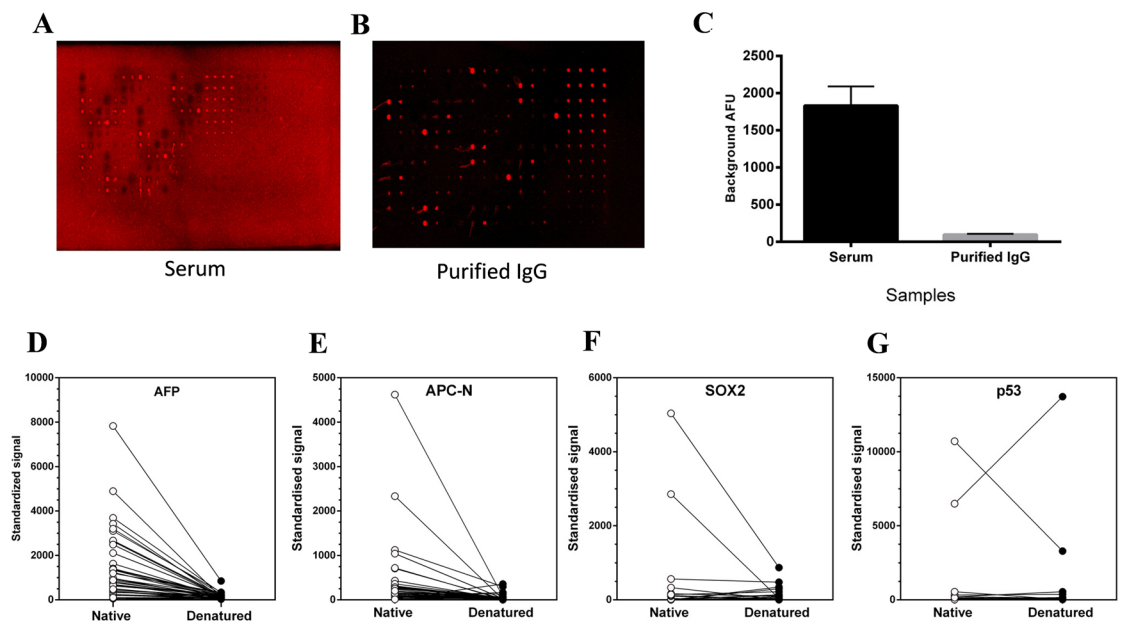 A
B
C
Serum
Purified IgG
2500
2000
1500
1000
500
0
Background AFU
Serum
Purified IgG
Samples
D
E
F
G
AFP
10000
8000
6000
4000
2000
0
Standardized signal
Native
Denatured
APC-N
5000
4000
3000
2000
1000
0
Standardised signal
Native
Denatured
SOX2
6000
4000
2000
0
Standardised signal
Native
Denatured
p53
15000
10000
5000
0
Standardised signal
Native
Denatured